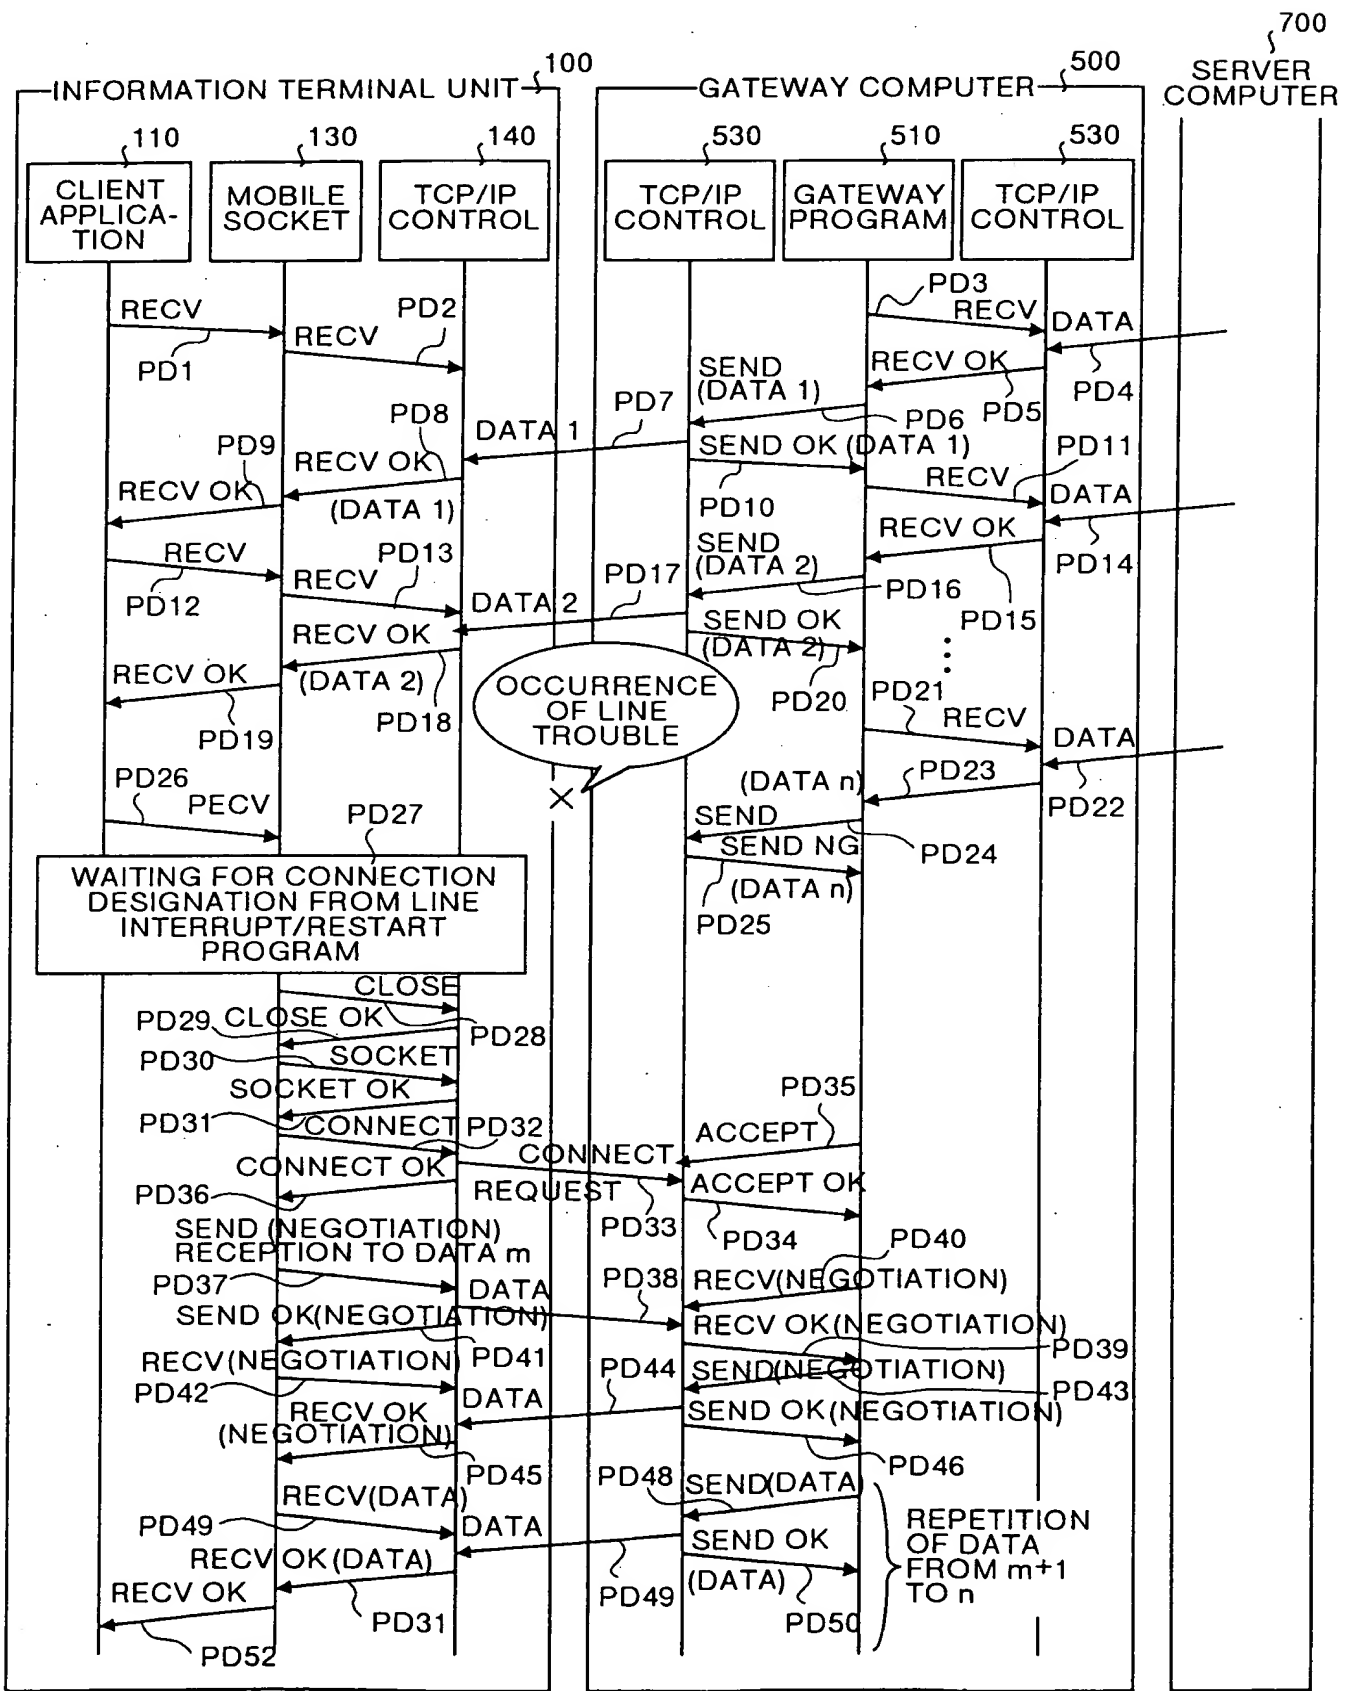 700
SERVER
COMPUTER
INFORMATION TERMINAL UNIT
100
GATEWAY COMPUTER
500
110
130
140
530
510
530
CLIENT
APPLICA-
TION
MOBILE
SOCKET
TCP/IP
CONTROL
TCP/IP
CONTROL
GATEWAY
PROGRAM
TCP/IP
CONTROL
PD3
RECV
PD2
RECV
RECV
DATA
PD1
RECV OK
PD4
SEND
(DATA 1)
PD5
PD7
PD6
PD8
DATA 1
SEND OK (DATA 1)
PD11
PD9
RECV OK
RECV
DATA
RECV OK
(DATA 1)
PD10
RECV OK
RECV
PD13
SEND
(DATA 2)
PD14
PD12
RECV
PD17
PD16
DATA 2
PD15
RECV OK
SEND OK
(DATA 2)
RECV OK
(DATA 2)
OCCURRENCE
OF LINE
TROUBLE
PD20
PD21
PD18
RECV
PD19
DATA
PD26
(DATA n)
PD23
PD22
PECV
X
SEND
PD27
SEND NG
PD24
(DATA n)
PD25
WAITING FOR CONNECTION
DESIGNATION FROM LINE
INTERRUPT/RESTART
PROGRAM
CLOSE
PD29
CLOSE OK
PD28
PD30
SOCKET
SOCKET OK
PD35
PD31
CONNECT
PD32
ACCEPT
CONNECT OK
CONNECT
REQUEST
ACCEPT OK
PD36
PD33
PD34
SEND (NEGOTIATION)
RECEPTION TO DATA m
PD40
PD37
DATA
PD38
RECV(NEGOTIATION)
SEND OK(NEGOTIATION)
RECV OK(NEGOTIATION)
RECV(NEGOTIATION)
PD41
PD39
PD42
PD44
SEND(NEGOTIATION)
PD43
DATA
RECV OK
(NEGOTIATION)
SEND OK(NEGOTIATION)
PD45
PD46
PD48
SEND(DATA)
RECV(DATA)
PD49
DATA
SEND OK
(DATA)
REPETITION
OF DATA
FROM m+1
TO n
RECV OK(DATA)
RECV OK
PD49
PD31
PD50
PD52